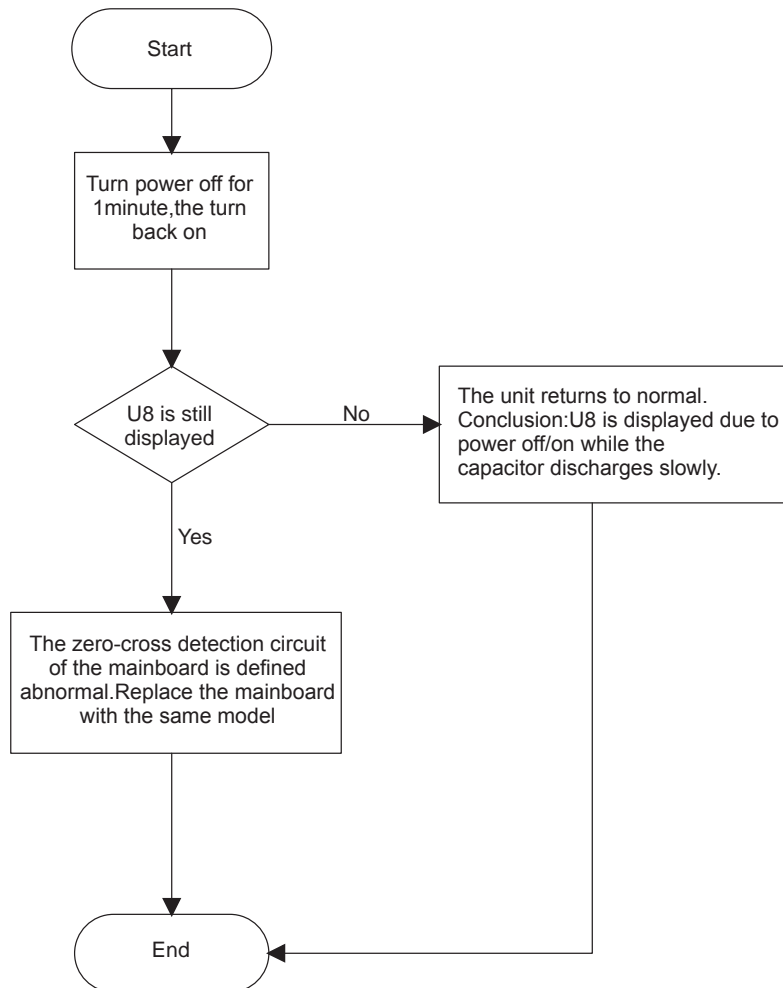 Start
Turn power off for
1minute,the turn
back on
U8 is still
displayed
No
The unit returns to normal.
Conclusion:U8 is displayed due to
power off/on while the
capacitor discharges slowly.
Yes
The zero-cross detection circuit
of the mainboard is defined
abnormal.Replace the mainboard
with the same model
End